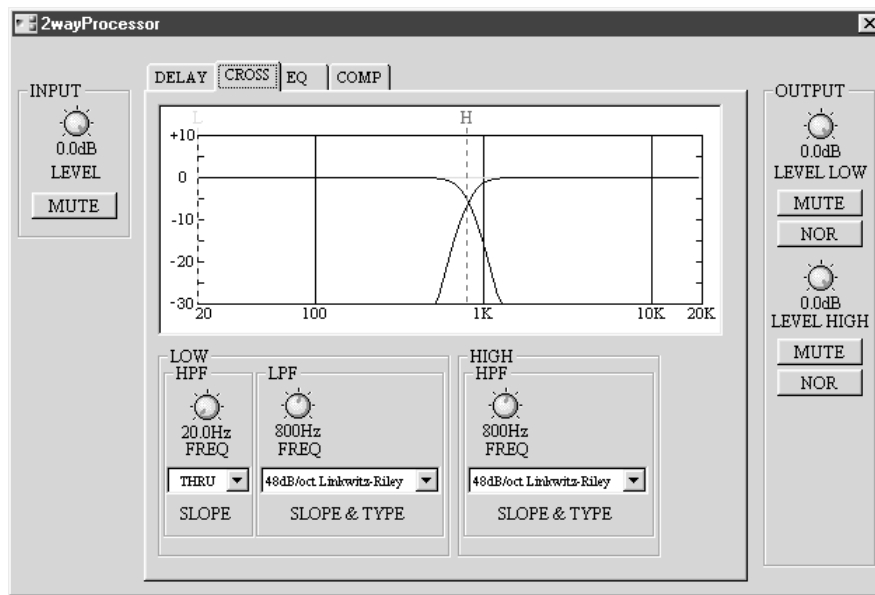 2wayProcessor
INPUT
0.0dB
LEVEL
MUTE
DELAY CROSS EQ COMP
L H
+10
0
-10
-20
-30
20 100 1K 10K 20K
LOW
HPF
20.0Hz
FREQ
THRU
SLOPE
LPF
800Hz
FREQ
48dB/oct Linkwitz-Riley
SLOPE & TYPE
HIGH
HPF
800Hz
FREQ
48dB/oct Linkwitz-Riley
SLOPE & TYPE
OUTPUT
0.0dB
LEVEL LOW
MUTE
NOR
0.0dB
LEVEL HIGH
MUTE
NOR